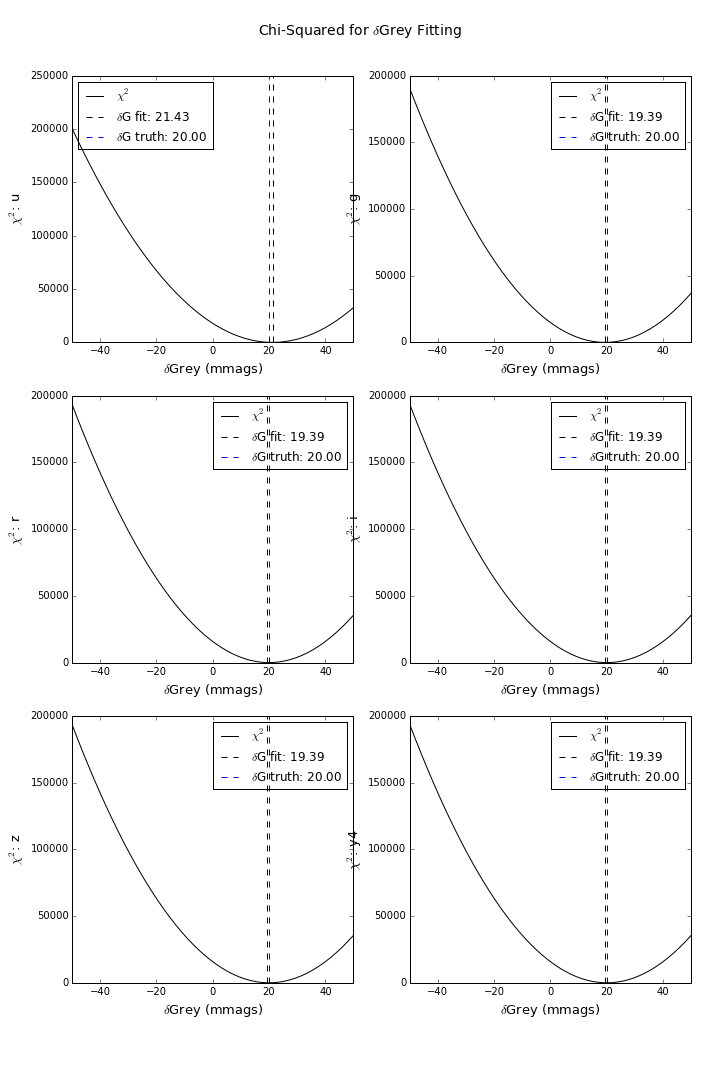 Chi-Squared for δGrey Fitting
250000
200000
150000
100000
50000
0
χ²: u
χ²
δG fit: 21.43
δG truth: 20.00
−40 −20 0 20 40
δGrey (mmags)
200000
150000
100000
50000
0
χ²: g
χ²
δG fit: 19.39
δG truth: 20.00
−40 −20 0 20 40
δGrey (mmags)
200000
150000
100000
50000
0
χ²: r
χ²
δG fit: 19.39
δG truth: 20.00
−40 −20 0 20 40
δGrey (mmags)
200000
150000
100000
50000
0
χ²: i
χ²
δG fit: 19.39
δG truth: 20.00
−40 −20 0 20 40
δGrey (mmags)
200000
150000
100000
50000
0
χ²: z
χ²
δG fit: 19.39
δG truth: 20.00
−40 −20 0 20 40
δGrey (mmags)
200000
150000
100000
50000
0
χ²: y4
χ²
δG fit: 19.39
δG truth: 20.00
−40 −20 0 20 40
δGrey (mmags)